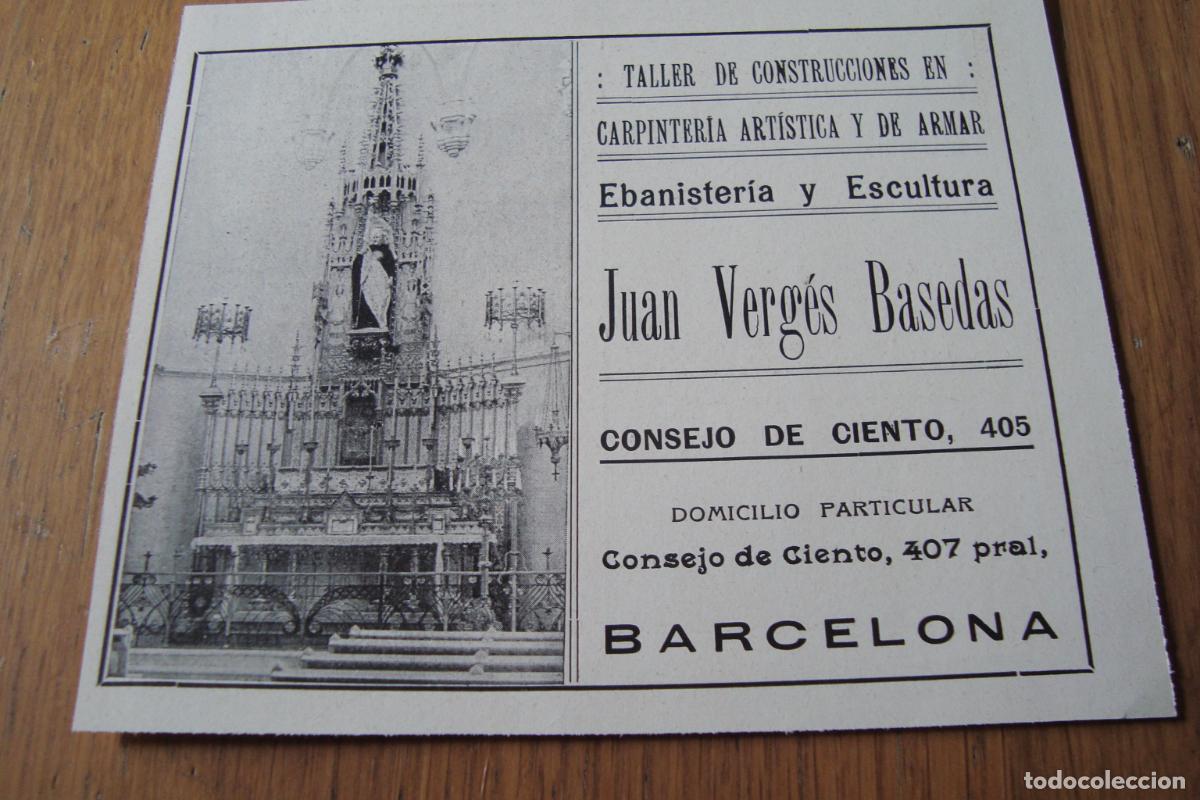 : TALLER DE CONSTRUCCIONES EN :
CARPINTERÍA ARTÍSTICA Y DE ARMAR
Ebanistería y Escultura
Juan Vergés Basedas
CONSEJO DE CIENTO, 405
DOMICILIO PARTICULAR
Consejo de Ciento, 407 pral,
BARCELONA
todocoleccion